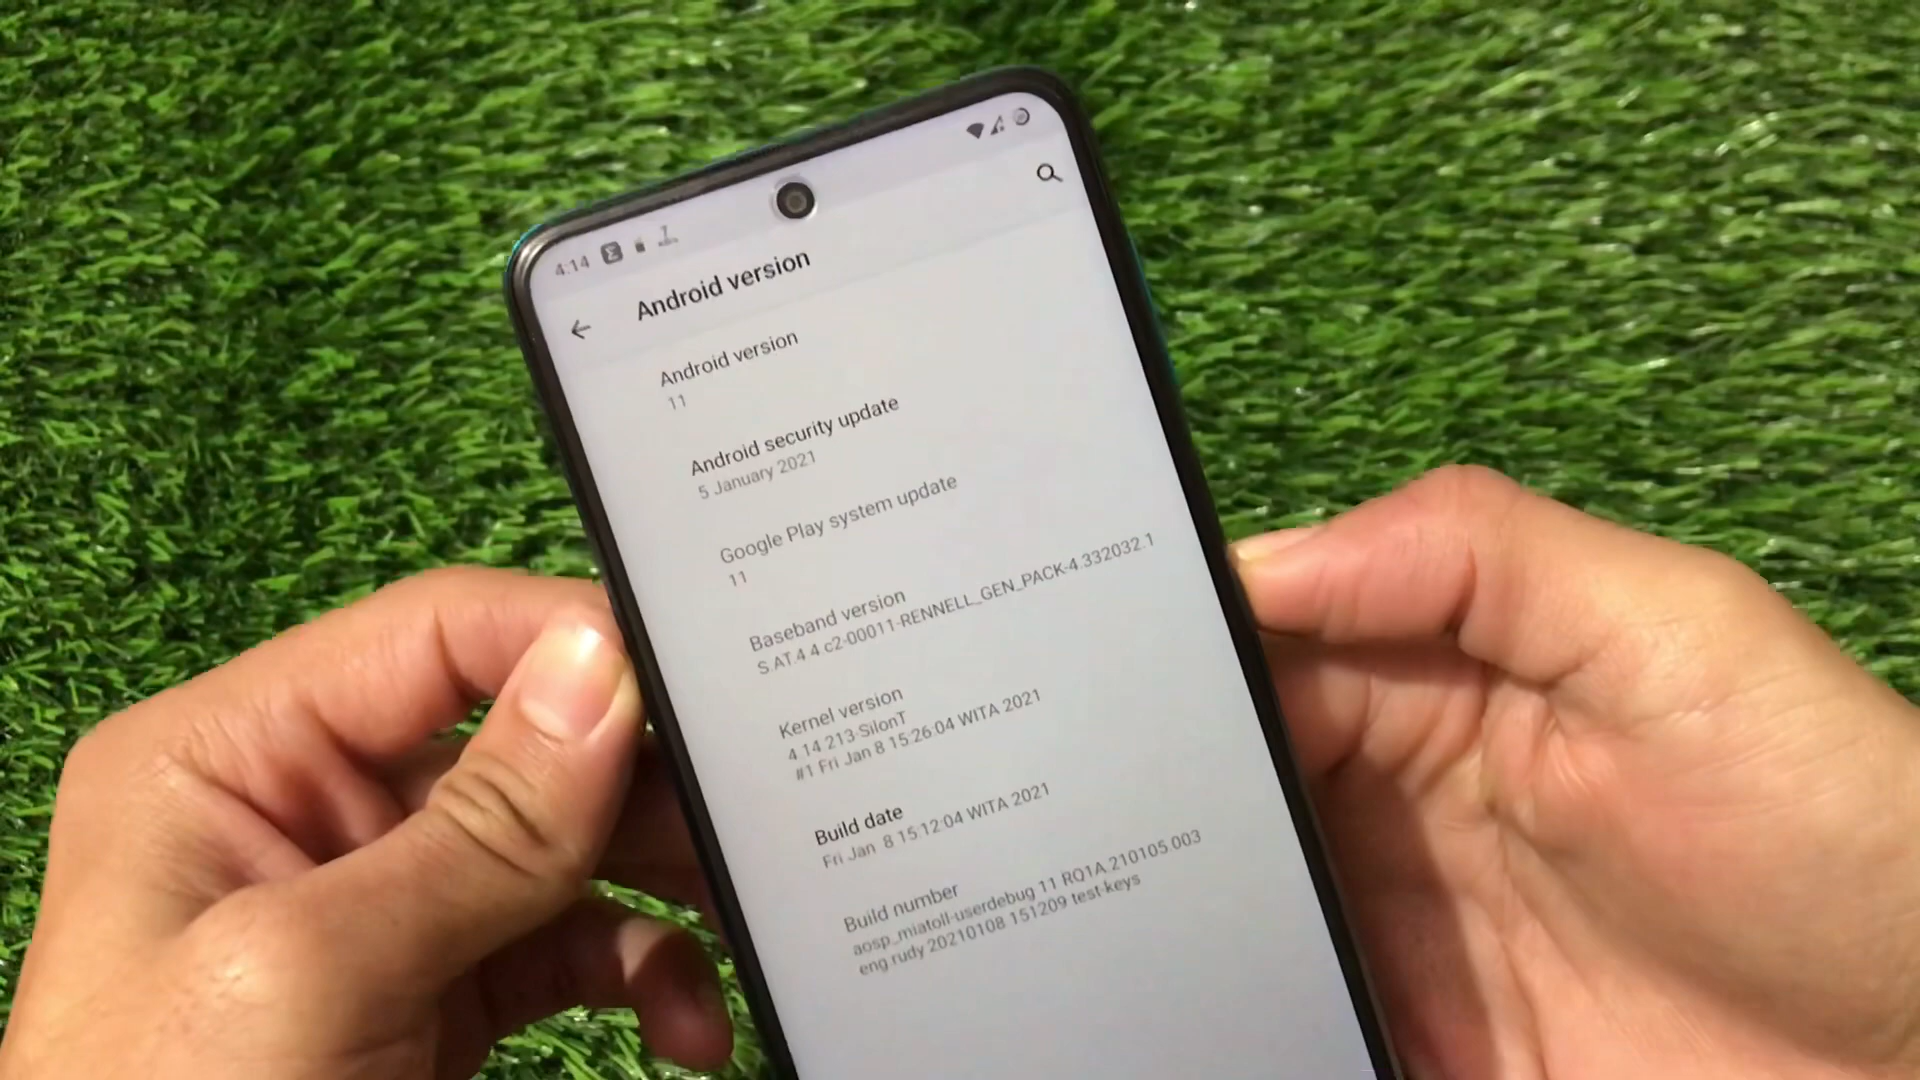 4:14
Android version
Android version
11
Android security update
5 January 2021
Google Play system update
11
Baseband version
S.AT.4.4.c2-00011-RENNELL_GEN_PACK-4.332032.1
Kernel version
4.14.213-SilonT
#1 Fri Jan 8 15:26:04 WITA 2021
Build date
Fri Jan 8 15:12:04 WITA 2021
Build number
aosp_miatoll-userdebug 11 RQ1A.210105.003
eng.rudy.20210108.151209 test-keys